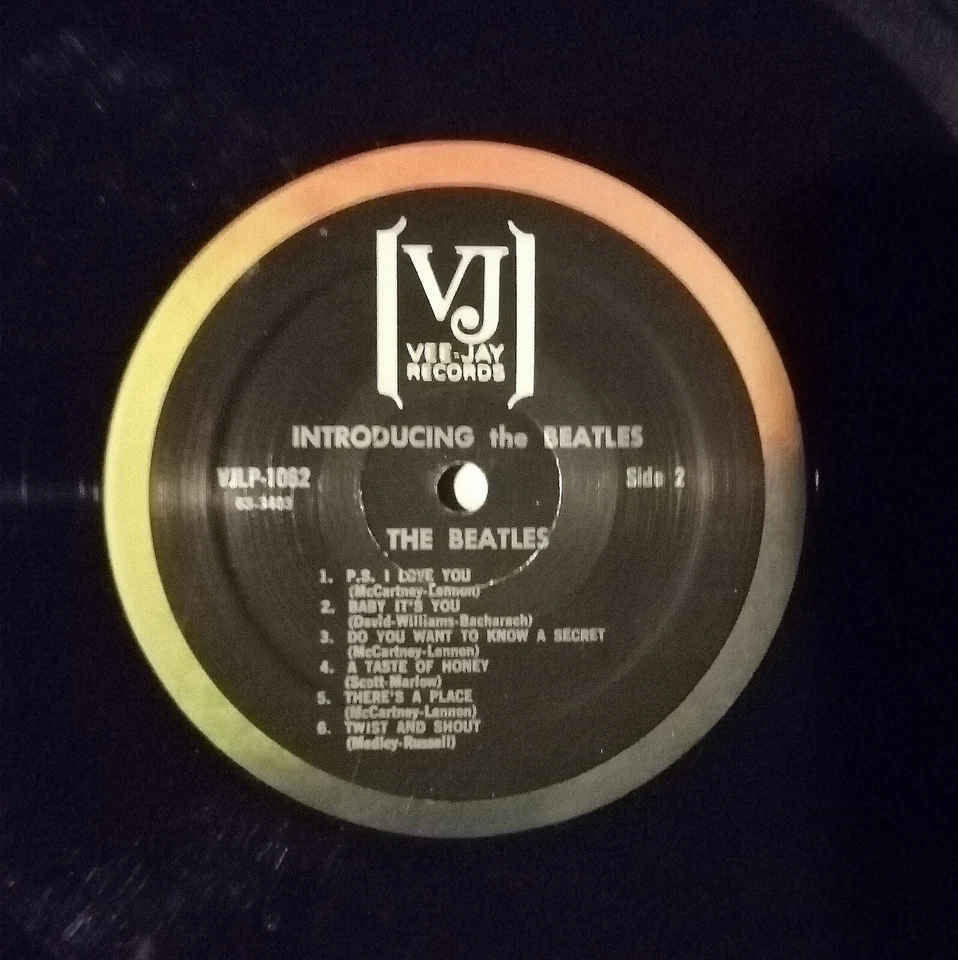 VJ
VEE-JAY
RECORDS
INTRODUCING the BEATLES
VJLP-1062 Side 2
63-3403
THE BEATLES
1. P.S. I LOVE YOU
(McCartney-Lennon)
2. BABY IT'S YOU
(David-Williams-Bacharach)
3. DO YOU WANT TO KNOW A SECRET
(McCartney-Lennon)
4. A TASTE OF HONEY
(Scott-Marlow)
5. THERE'S A PLACE
(McCartney-Lennon)
6. TWIST AND SHOUT
(Medley-Russell)